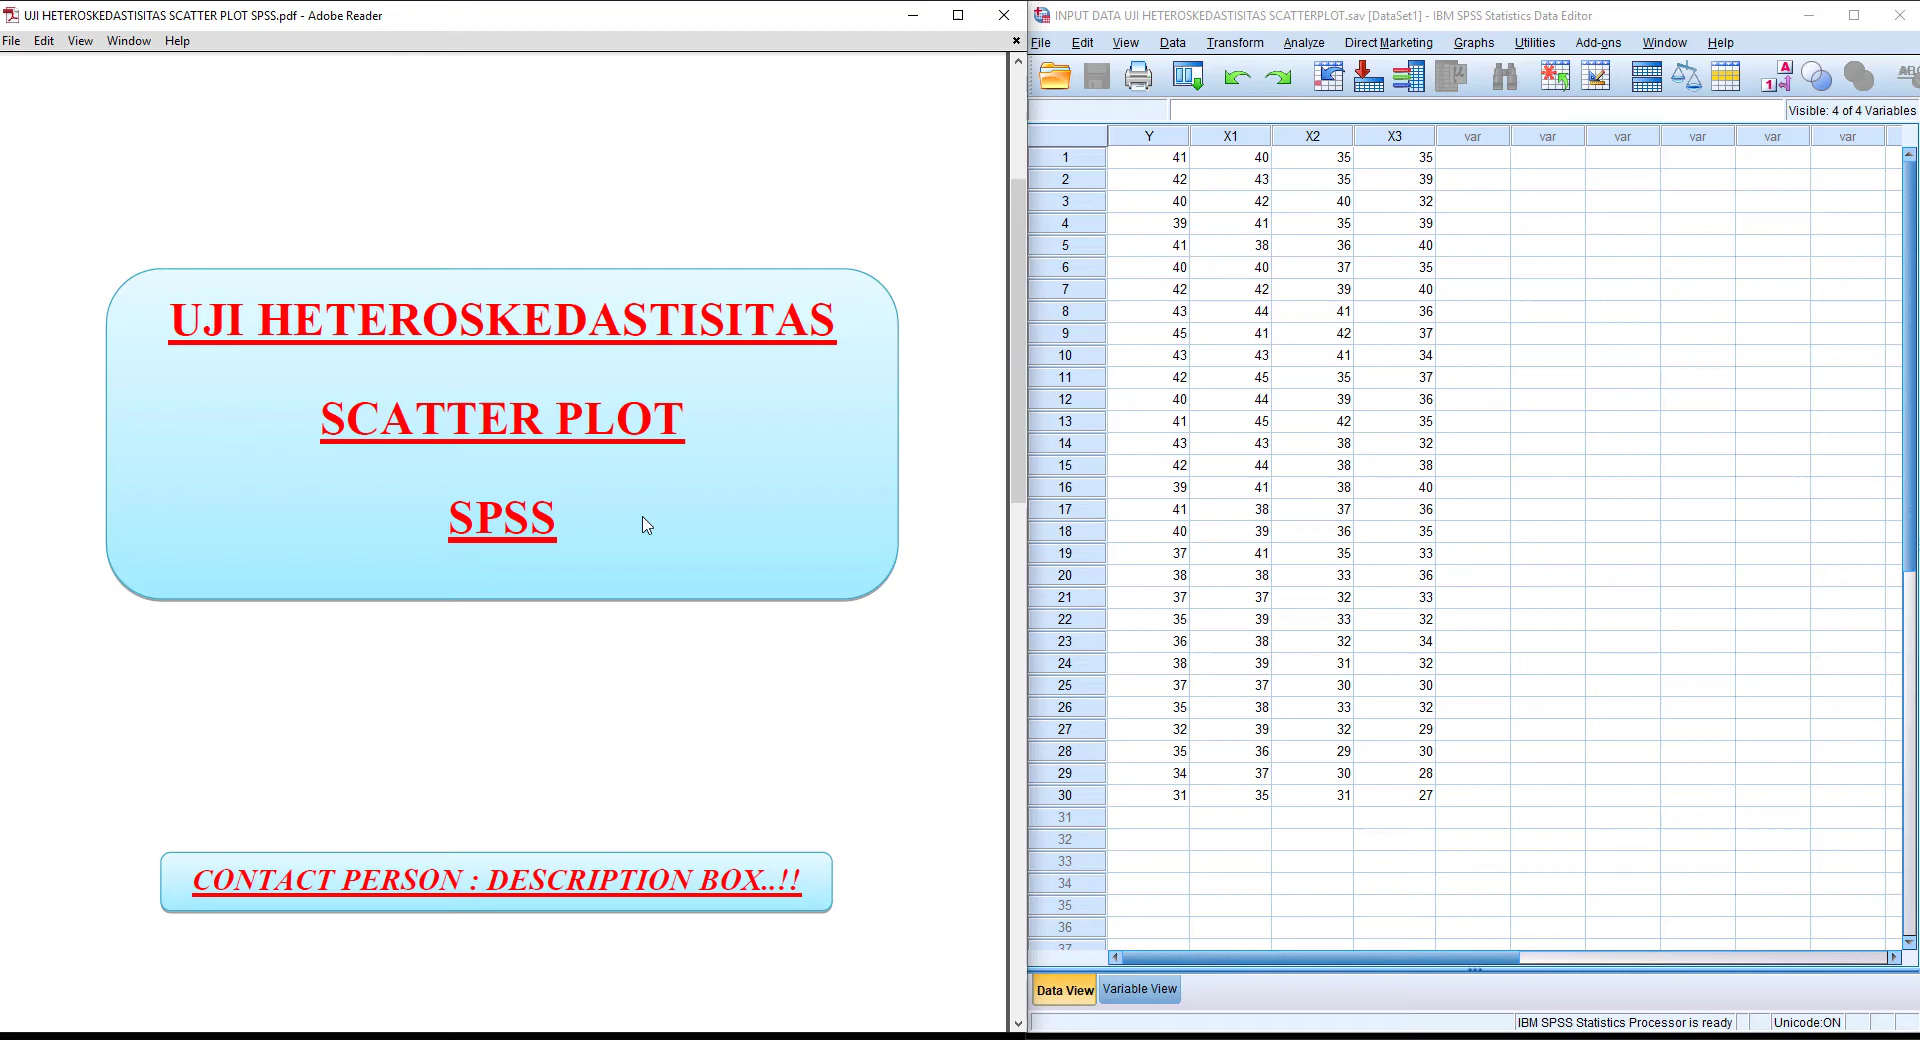 UJI HETEROSKEDASTISITAS SCATTER PLOT SPSS.pdf - Adobe Reader
File Edit View Window Help
UJI HETEROSKEDASTISITAS
SCATTER PLOT
SPSS
CONTACT PERSON : DESCRIPTION BOX..!!
INPUT DATA UJI HETEROSKEDASTISITAS SCATTERPLOT.sav [DataSet1] - IBM SPSS Statistics Data Editor
File Edit View Data Transform Analyze Direct Marketing Graphs Utilities Add-ons Window Help
Visible: 4 of 4 Variables
Y X1 X2 X3 var var var var var var
1 41 40 35 35
2 42 43 35 39
3 40 42 40 32
4 39 41 35 39
5 41 38 36 40
6 40 40 37 35
7 42 42 39 40
8 43 44 41 36
9 45 41 42 37
10 43 43 41 34
11 42 45 35 37
12 40 44 39 36
13 41 45 42 35
14 43 43 38 32
15 42 44 38 38
16 39 41 38 40
17 41 38 37 36
18 40 39 36 35
19 37 41 35 33
20 38 38 33 36
21 37 37 32 33
22 35 39 33 32
23 36 38 32 34
24 38 39 31 32
25 37 37 30 30
26 35 38 33 32
27 32 39 32 29
28 35 36 29 30
29 34 37 30 28
30 31 35 31 27
31
32
33
34
35
36
37
Data View Variable View
IBM SPSS Statistics Processor is ready Unicode:ON